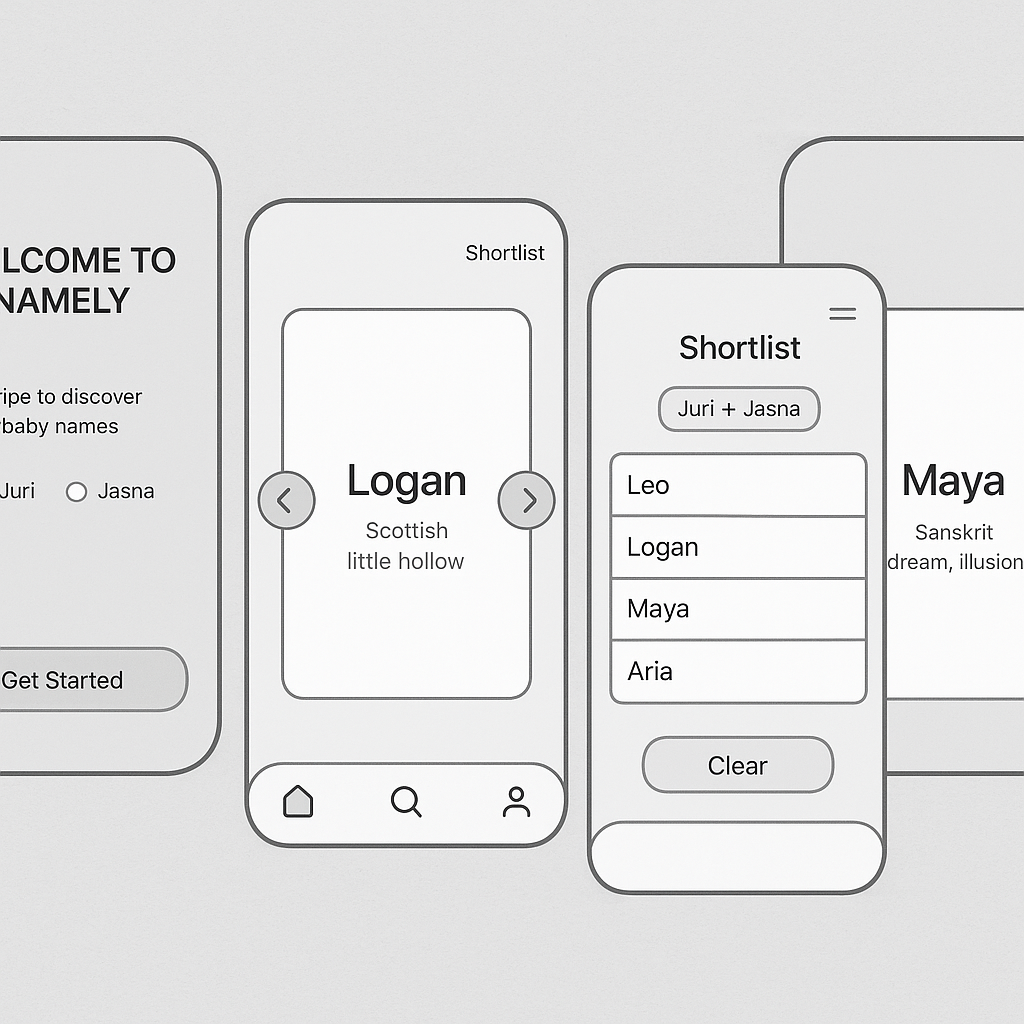 LCOME TO
NAMELY
ripe to discover
baby names
Juri
Jasna
Get Started
Shortlist
Logan
Scottish
little hollow
Shortlist
Juri + Jasna
Leo
Logan
Maya
Aria
Clear
Maya
Sanskrit
dream, illusion